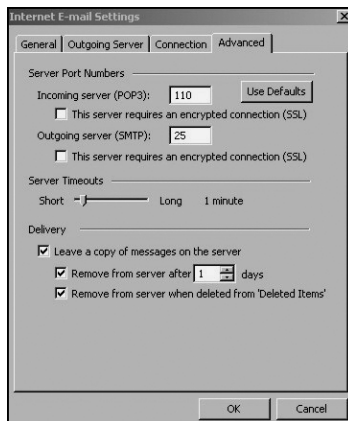 Internet E-mail Settings
General Outgoing Server Connection Advanced
Server Port Numbers
Incoming server (POP3): 110 Use Defaults
This server requires an encrypted connection (SSL)
Outgoing server (SMTP): 25
This server requires an encrypted connection (SSL)
Server Timeouts
Short Long 1 minute
Delivery
Leave a copy of messages on the server
Remove from server after 1 days
Remove from server when deleted from 'Deleted Items'
OK Cancel